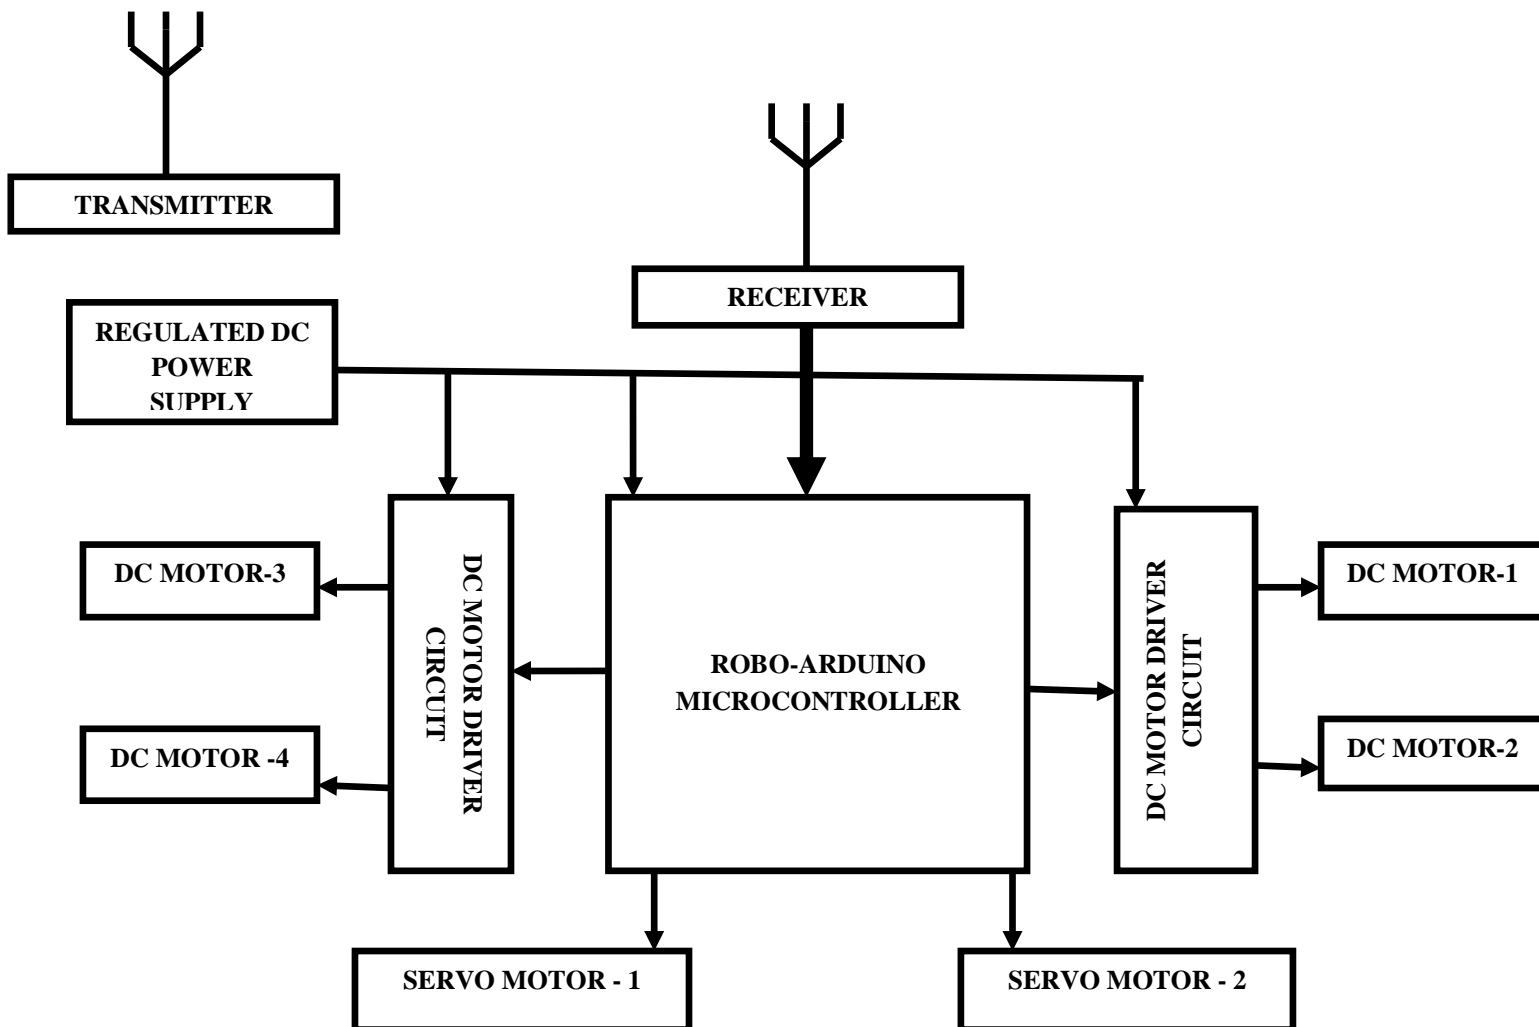 TRANSMITTER
RECEIVER
REGULATED DC
POWER
SUPPLY
DC MOTOR-3
DC MOTOR -4
DC MOTOR DRIVER
CIRCUIT
ROBO-ARDUINO
MICROCONTROLLER
DC MOTOR DRIVER
CIRCUIT
DC MOTOR-1
DC MOTOR-2
SERVO MOTOR - 1
SERVO MOTOR - 2